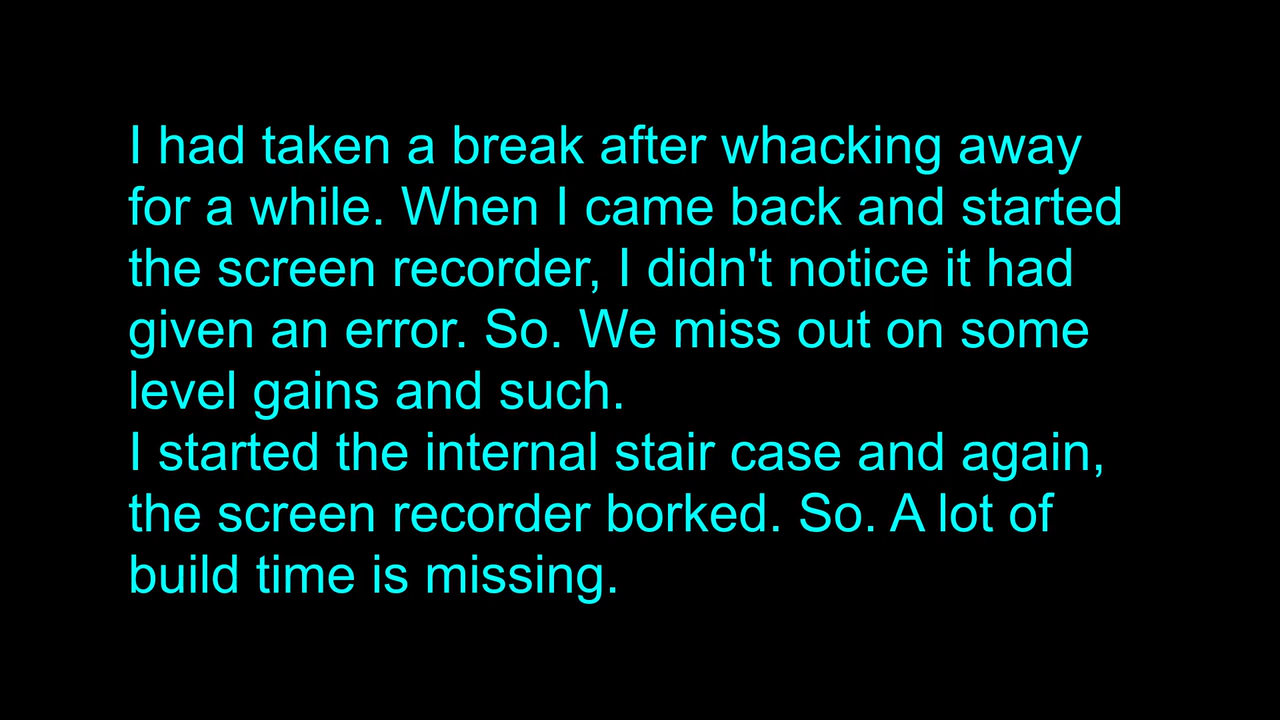 I had taken a break after whacking away
for a while. When I came back and started
the screen recorder, I didn't notice it had
given an error. So. We miss out on some
level gains and such.
I started the internal stair case and again,
the screen recorder borked. So. A lot of
build time is missing.